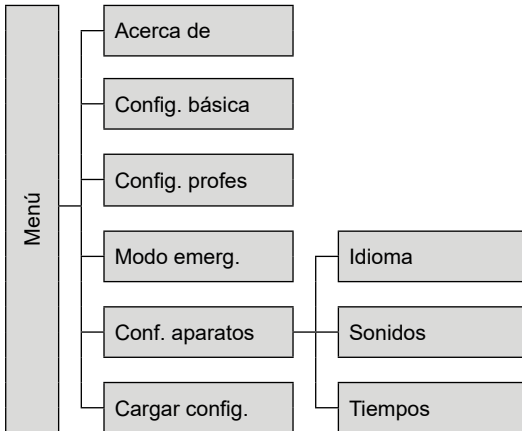 Menú
Acerca de
Config. básica
Config. profes
Modo emerg.
Conf. aparatos
Cargar config.
Idioma
Sonidos
Tiempos